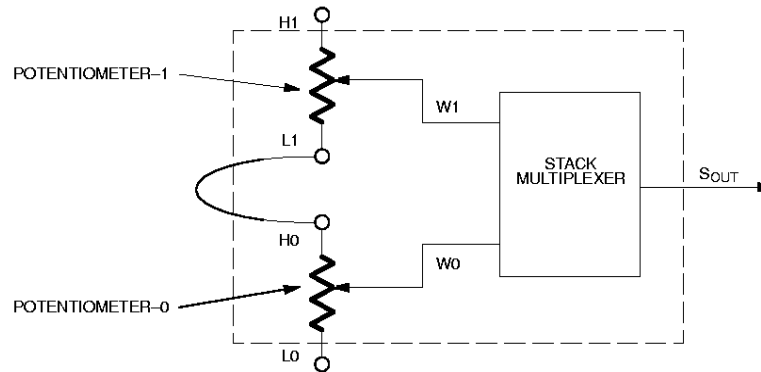 H1
POTENTIOMETER–1
W1
L1
STACK
MULTIPLEXER
SOUT
H0
W0
POTENTIOMETER–0
L0